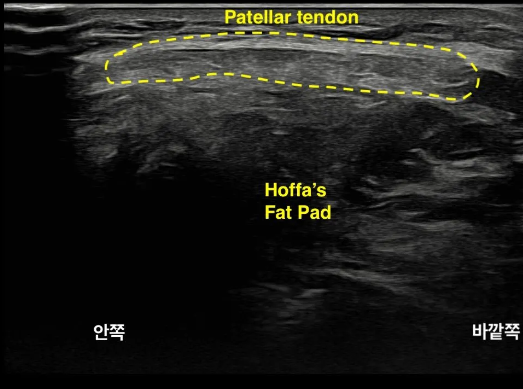 Patellar tendon
Hoffa's
Fat Pad
안쪽
바깥쪽